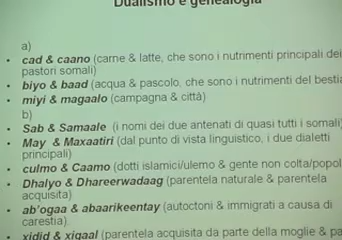 Dualismo e genealogia
a)
• cad & caano (carne & latte, che sono i nutrimenti principali dei
pastori somali)
• biyo & baad (acqua & pascolo, che sono i nutrimenti del
• miyi & magaalo (campagna & città)
b)
• Sab & Samaale (i nomi dei due antenati di quasi tutti i somali)
• May & Maxaatiri (dal punto di vista linguistico, i due dialetti
principali)
• culmo & Caamo (dotti islamici/ulemo & gente non colta/popol
• Dhalyo & Dhareerwadaag (parentela naturale & parentela
acquisita)
• ab'ogaa & abaarikeentay (autoctoni & immigrati a causa di
carestia).
• xidid & xigaal (parentela acquisita da parte della moglie & pa